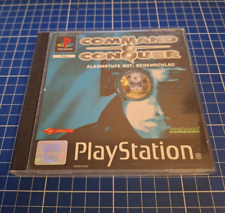 COMMAND
&
CONQUER
ALARMSTUFE ROT: GEGENSCHLAG
PlayStation